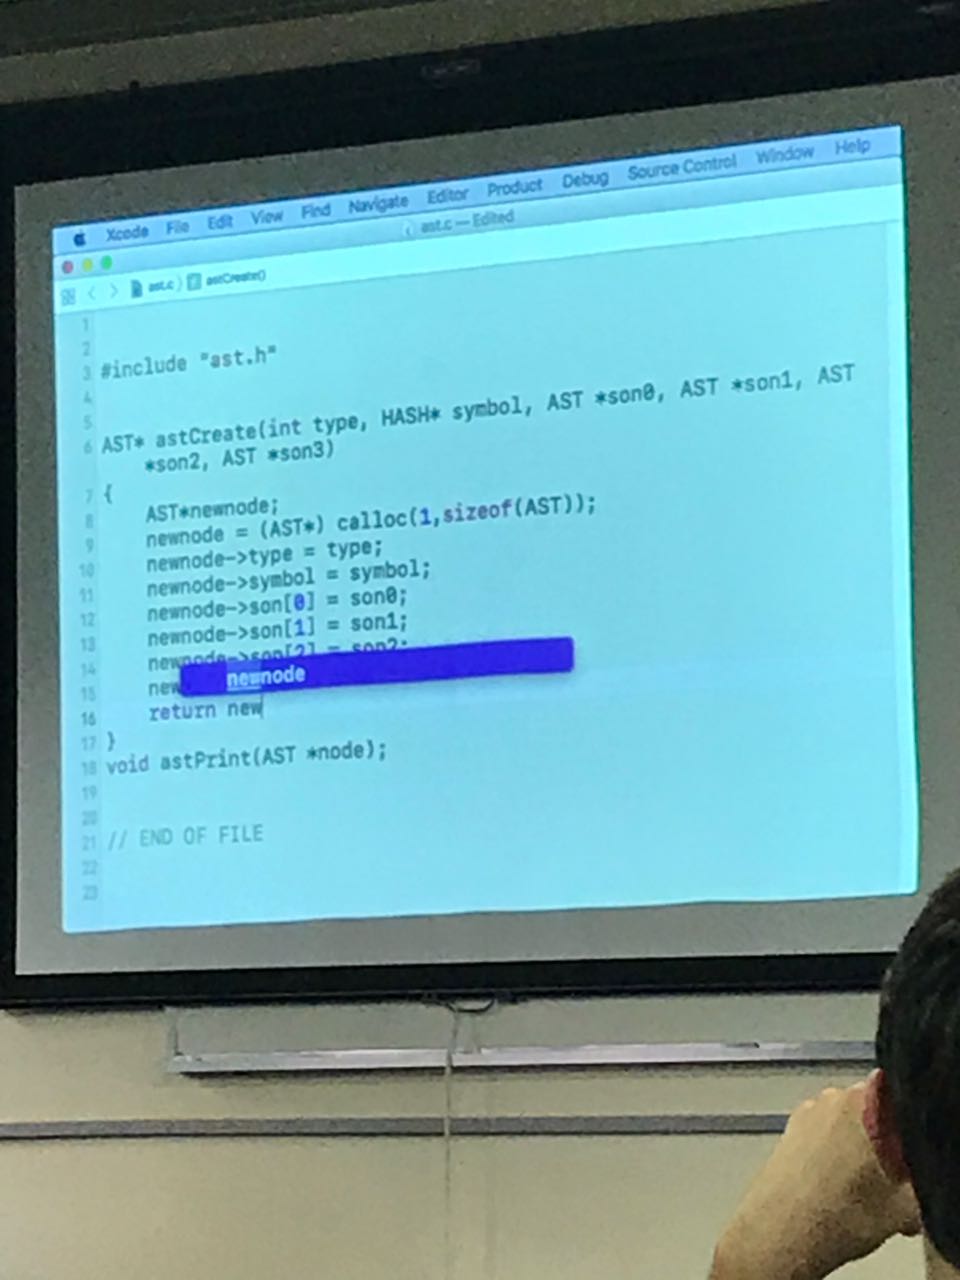 Xcode File Edit View Find Navigate Editor Product Debug Source Control Window Help
ast.c — Edited
ast.c astCreate()
1
2
3 #include "ast.h"
4
5
6 AST* astCreate(int type, HASH* symbol, AST *son0, AST *son1, AST
*son2, AST *son3)
7 {
8 AST*newnode;
9 newnode = (AST*) calloc(1,sizeof(AST));
10 newnode->type = type;
11 newnode->symbol = symbol;
12 newnode->son[0] = son0;
13 newnode->son[1] = son1;
14 newnode->son[2] = son2;
newnode
15 new
16 return new
17 }
18 void astPrint(AST *node);
19
20
21 // END OF FILE
22
23